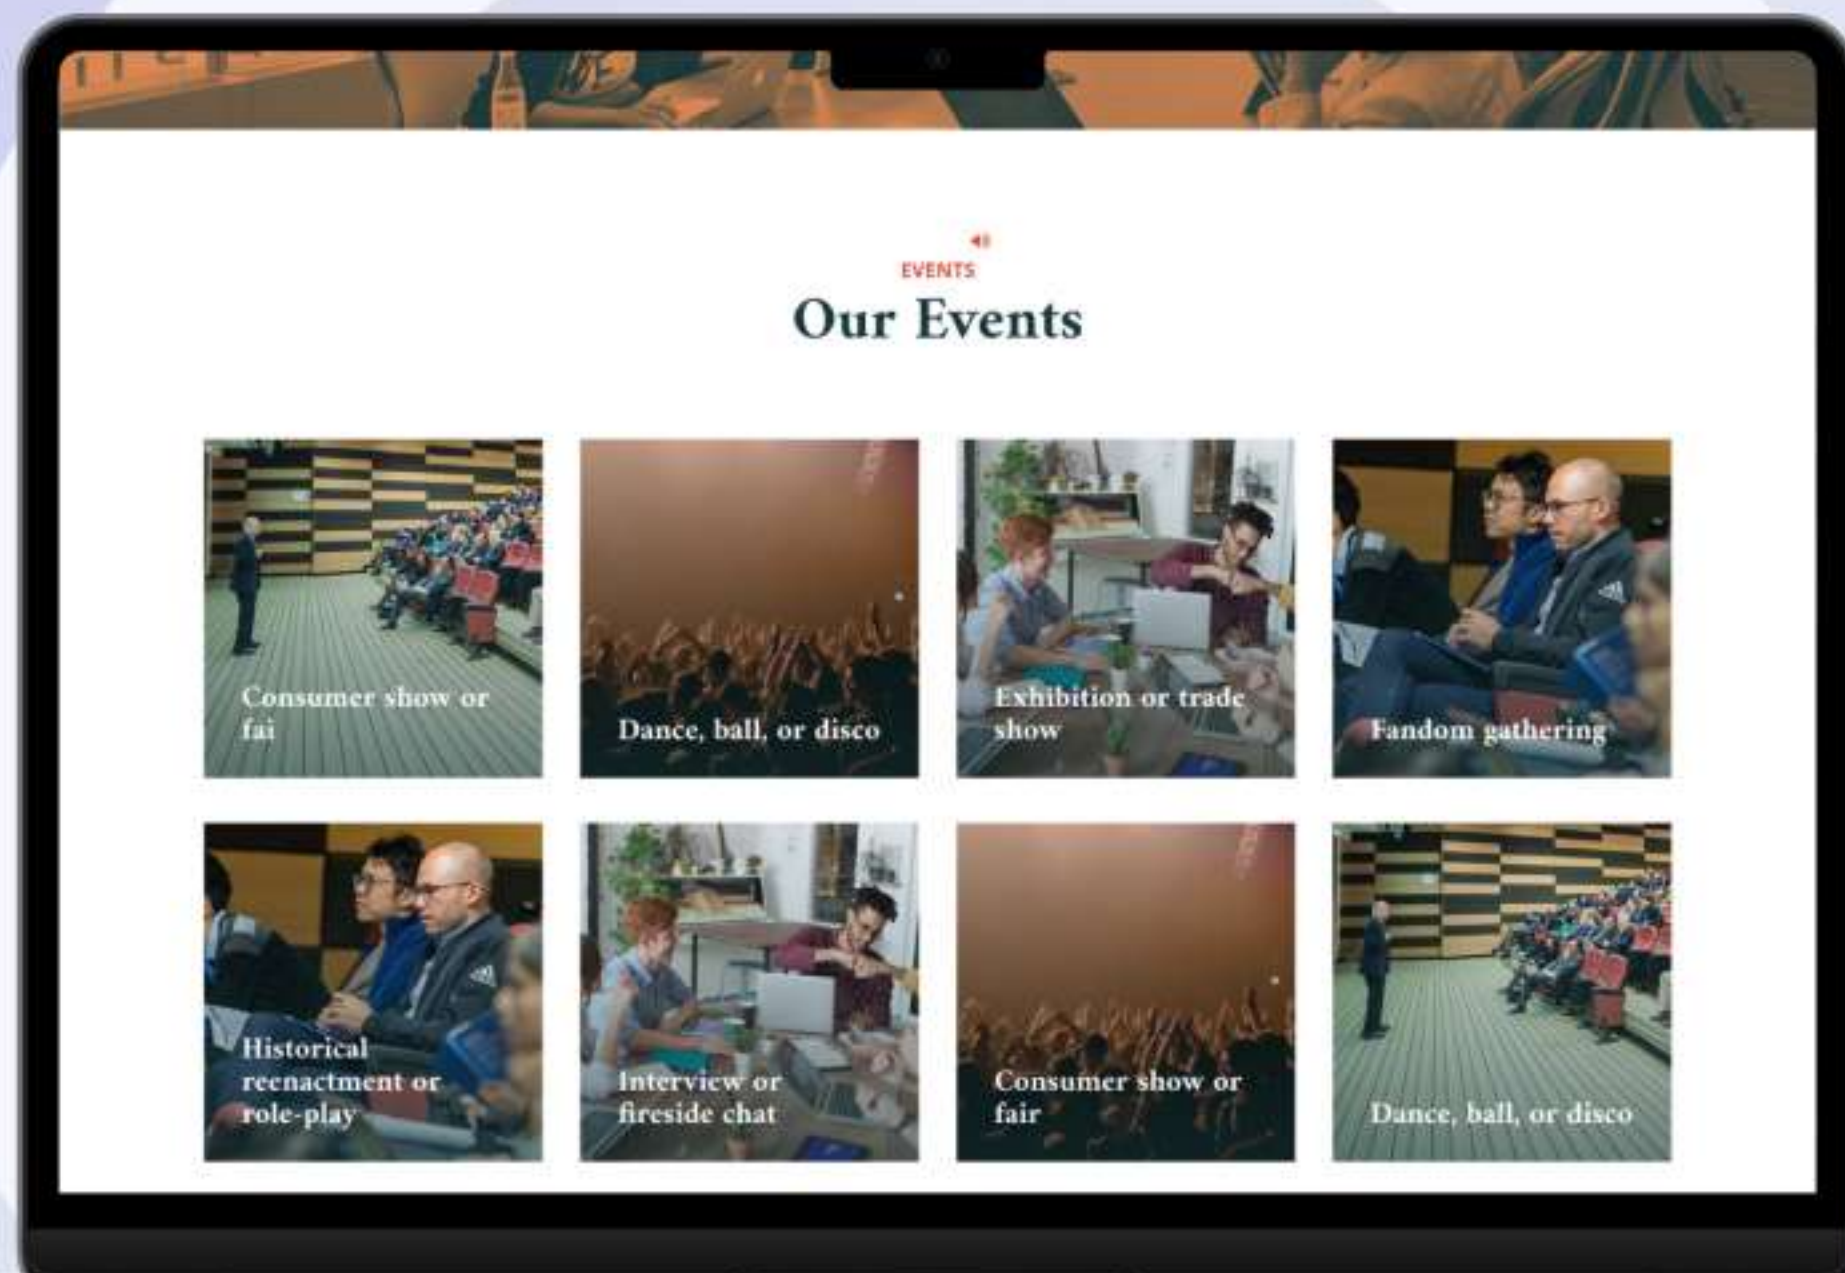 EVENTS
Our Events
Consumer show or
fai
Dance, ball, or disco
Exhibition or trade
show
Fandom gathering
Historical
reenactment or
role-play
Interview or
fireside chat
Consumer show or
fair
Dance, ball, or disco